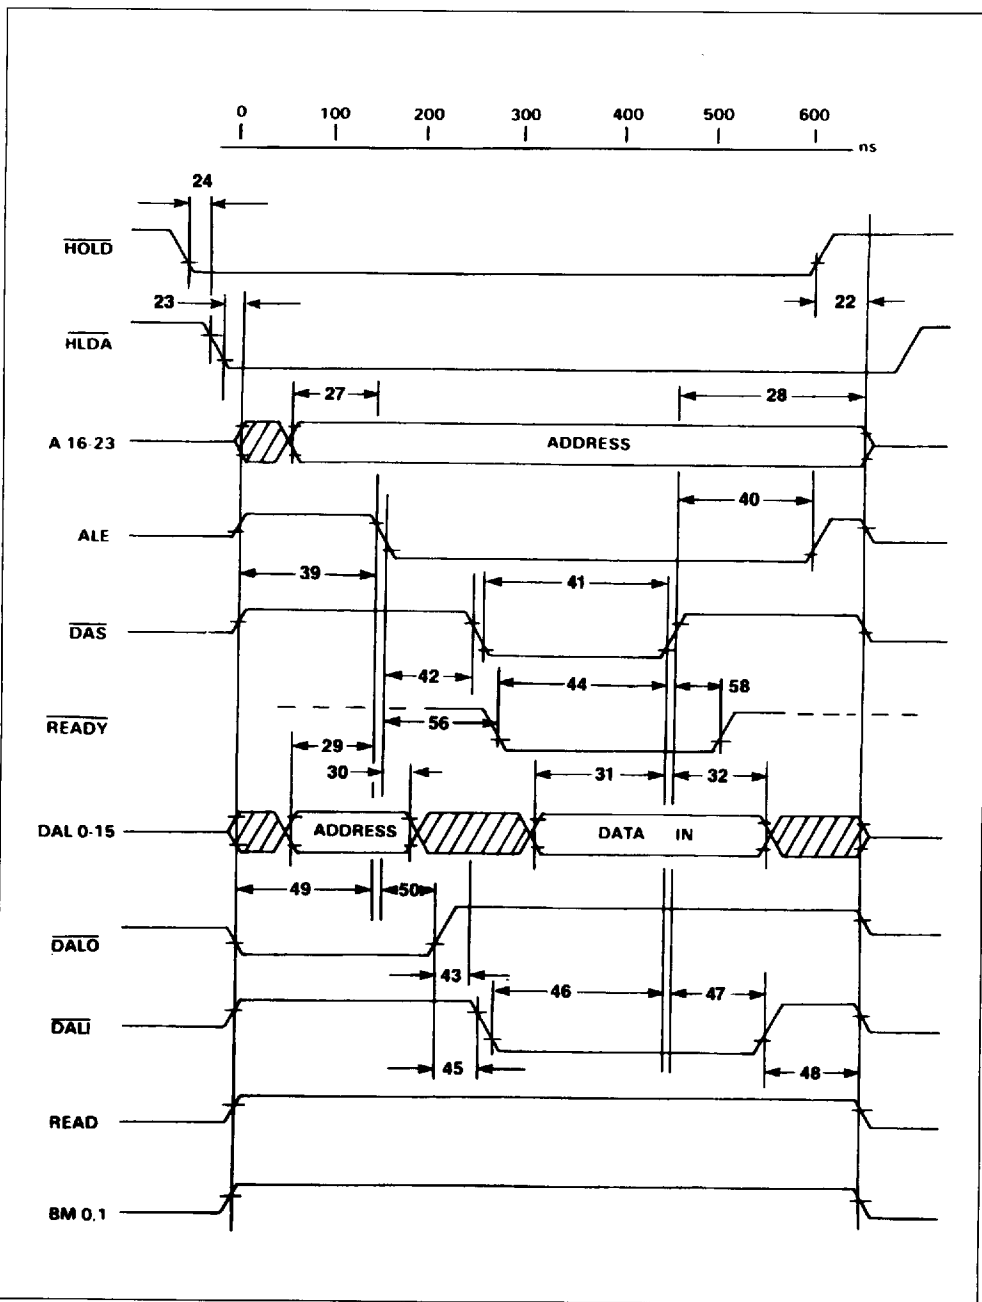 0 100 200 300 400 500 600
ns
24
HOLD
23 22
HLDA
27 28
A 16-23 ADDRESS
40
ALE
39 41
DAS
42 44 58
READY 56
29
30 31 32
DAL 0-15 ADDRESS DATA IN
49 50
DALO
43 46 47
DALI
45 48
READ
BM 0,1